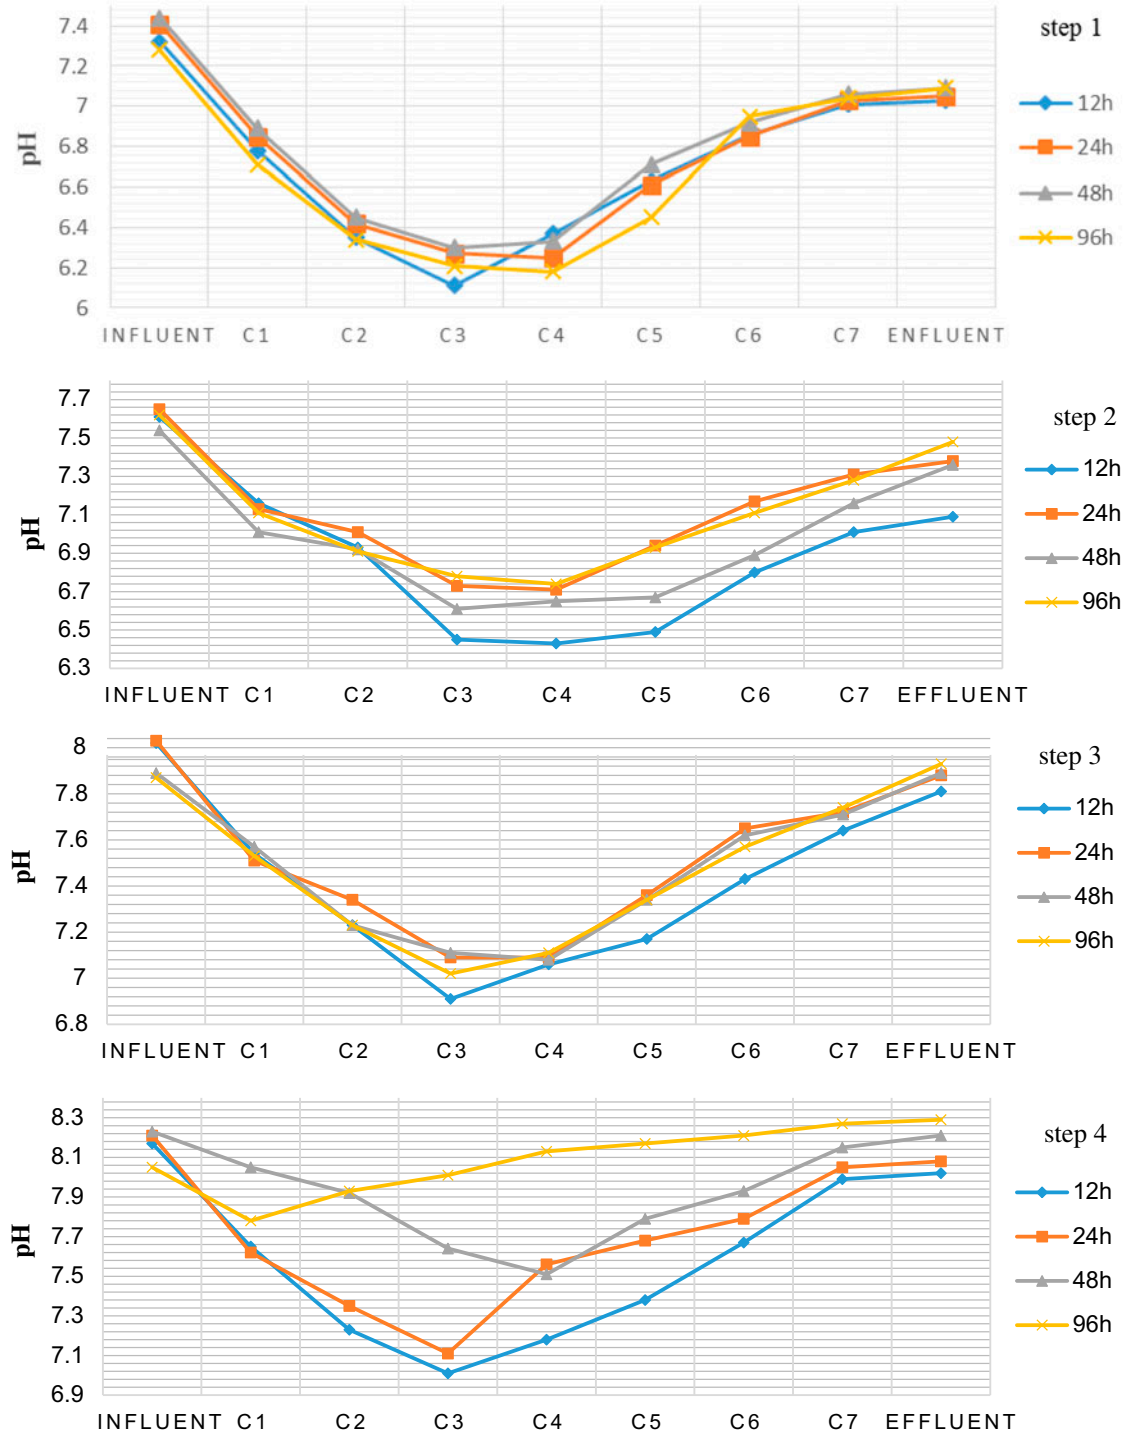 step 1
7.4
7.2
7
6.8
6.6
6.4
6.2
6
pH
12h
24h
48h
96h
INFLUENT C1 C2 C3 C4 C5 C6 C7 ENFLUENT
step 2
7.7
7.5
7.3
7.1
6.9
6.7
6.5
6.3
pH
12h
24h
48h
96h
INFLUENT C1 C2 C3 C4 C5 C6 C7 EFFLUENT
step 3
8
7.8
7.6
7.4
7.2
7
6.8
pH
12h
24h
48h
96h
INFLUENT C1 C2 C3 C4 C5 C6 C7 EFFLUENT
step 4
8.3
8.1
7.9
7.7
7.5
7.3
7.1
6.9
pH
12h
24h
48h
96h
INFLUENT C1 C2 C3 C4 C5 C6 C7 EFFLUENT